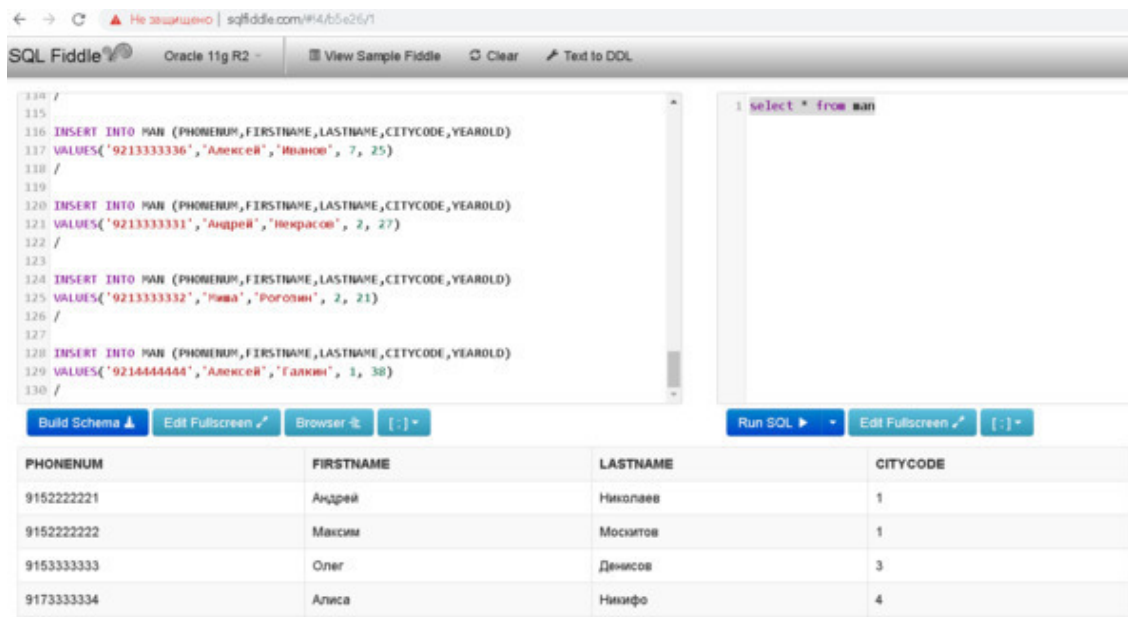 Не защищено | sqlfiddle.com/#!4/b5e26/1
SQL Fiddle Oracle 11g R2 View Sample Fiddle Clear Text to DDL
114 /
115
116 INSERT INTO MAN (PHONENUM,FIRSTNAME,LASTNAME,CITYCODE,YEAROLD)
117 VALUES('9213333336','Алексей','Иванов', 7, 25)
118 /
119
120 INSERT INTO MAN (PHONENUM,FIRSTNAME,LASTNAME,CITYCODE,YEAROLD)
121 VALUES('9213333331','Андрей','Некрасов', 2, 27)
122 /
123
124 INSERT INTO MAN (PHONENUM,FIRSTNAME,LASTNAME,CITYCODE,YEAROLD)
125 VALUES('9213333332','Миша','Рогозин', 2, 21)
126 /
127
128 INSERT INTO MAN (PHONENUM,FIRSTNAME,LASTNAME,CITYCODE,YEAROLD)
129 VALUES('9214444444','Алексей','Галкин', 1, 38)
130 /
1 select * from man
Build Schema Edit Fullscreen Browser [ ; ]
Run SQL Edit Fullscreen [ ; ]
PHONENUM FIRSTNAME LASTNAME CITYCODE
9152222221 Андрей Николаев 1
9152222222 Максим Москитов 1
9153333333 Олег Денисов 3
9173333334 Алиса Никифо 4